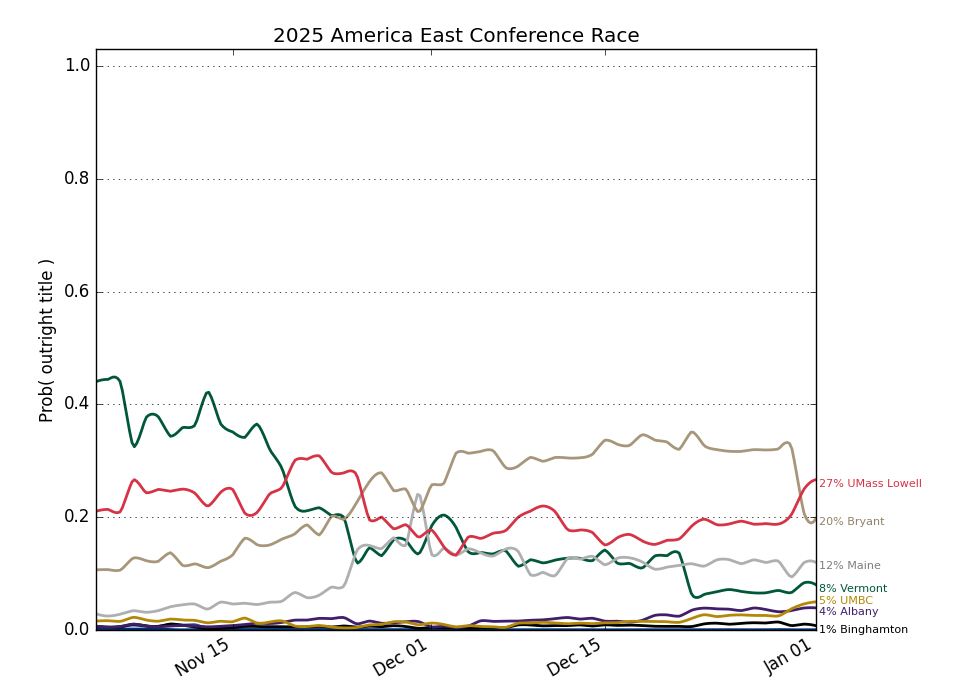 2025 America East Conference Race
Prob( outright title )
1.0
0.8
0.6
0.4
0.2
0.0
Nov 15
Dec 01
Dec 15
Jan 01
27% UMass Lowell
20% Bryant
12% Maine
8% Vermont
5% UMBC
4% Albany
1% Binghamton